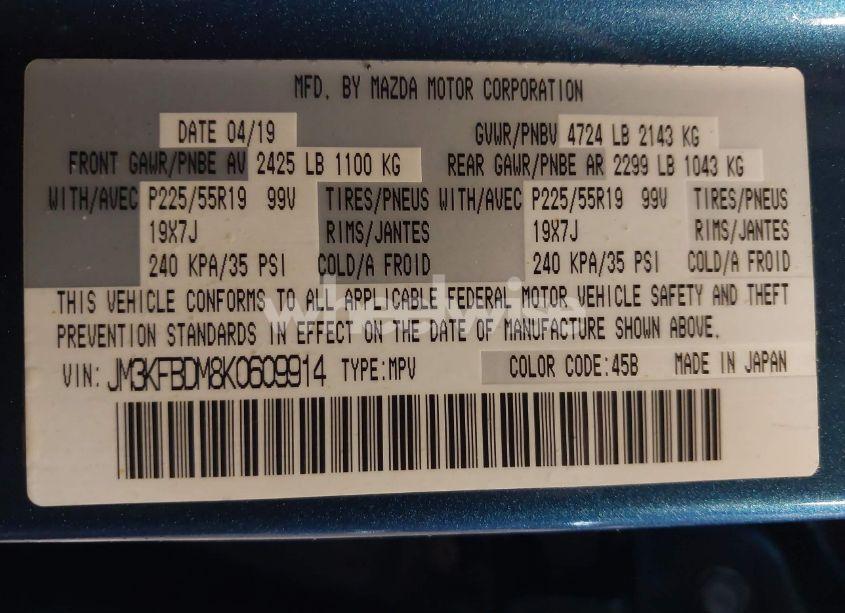 MFD. BY MAZDA MOTOR CORPORATION
DATE 04/19 GVWR/PNBV 4724 LB 2143 KG
FRONT GAWR/PNBE AV 2425 LB 1100 KG REAR GAWR/PNBE AR 2299 LB 1043 KG
WITH/AVEC P225/55R19 99V TIRES/PNEUS WITH/AVEC P225/55R19 99V TIRES/PNEUS
19X7J RIMS/JANTES 19X7J RIMS/JANTES
240 KPA/35 PSI COLD/A FROID 240 KPA/35 PSI COLD/A FROID
THIS VEHICLE CONFORMS TO ALL APPLICABLE FEDERAL MOTOR VEHICLE SAFETY AND THEFT
wheelwise
PREVENTION STANDARDS IN EFFECT ON THE DATE OF MANUFACTURE SHOWN ABOVE.
VIN: JM3KFBDM8K0609914 TYPE:MPV COLOR CODE:45B MADE IN JAPAN